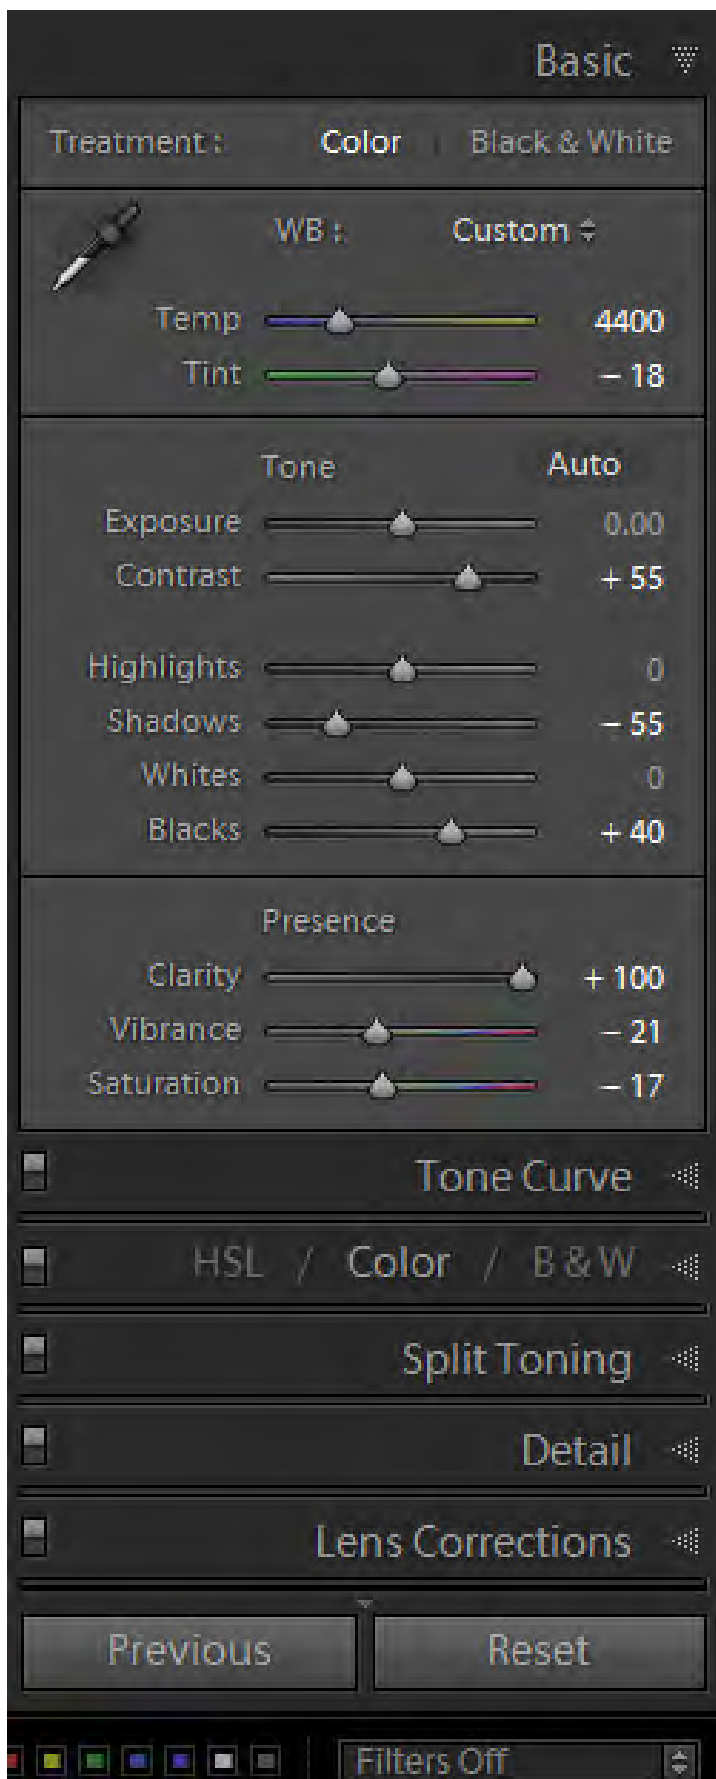 Basic
Treatment : Color Black & White
WB : Custom
Temp 4400
Tint – 18
Tone Auto
Exposure 0.00
Contrast + 55
Highlights 0
Shadows – 55
Whites 0
Blacks + 40
Presence
Clarity + 100
Vibrance – 21
Saturation – 17
Tone Curve
HSL / Color / B & W
Split Toning
Detail
Lens Corrections
Previous Reset
Filters Off